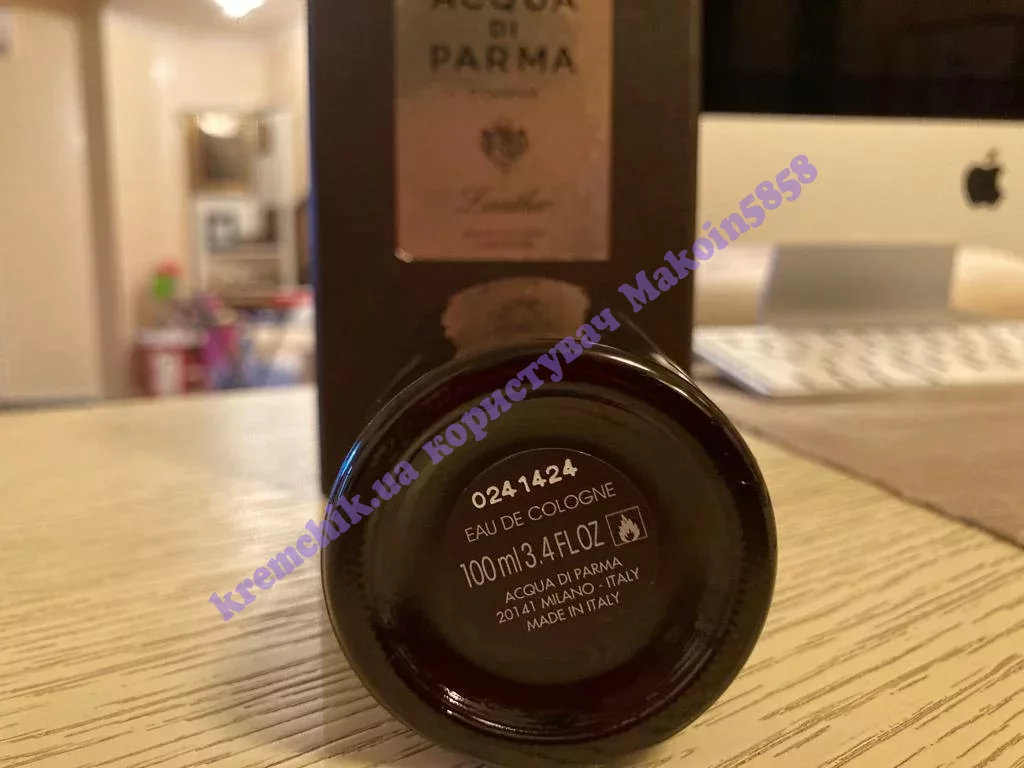 ACQUA
DI
PARMA
Leather
kremchik.ua користувач Makoin5858
0241424
EAU DE COLOGNE
100ml 3.4 FL OZ
ACQUA DI PARMA
20141 MILANO - ITALY
MADE IN ITALY